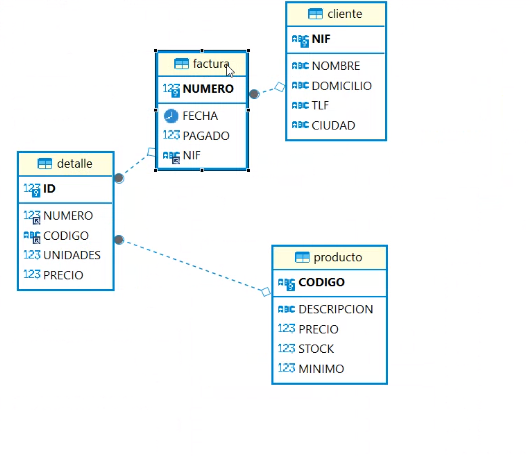 cliente
NIF
NOMBRE
DOMICILIO
TLF
CIUDAD
factura
NUMERO
FECHA
PAGADO
NIF
detalle
ID
NUMERO
CODIGO
UNIDADES
PRECIO
producto
CODIGO
DESCRIPCION
PRECIO
STOCK
MINIMO